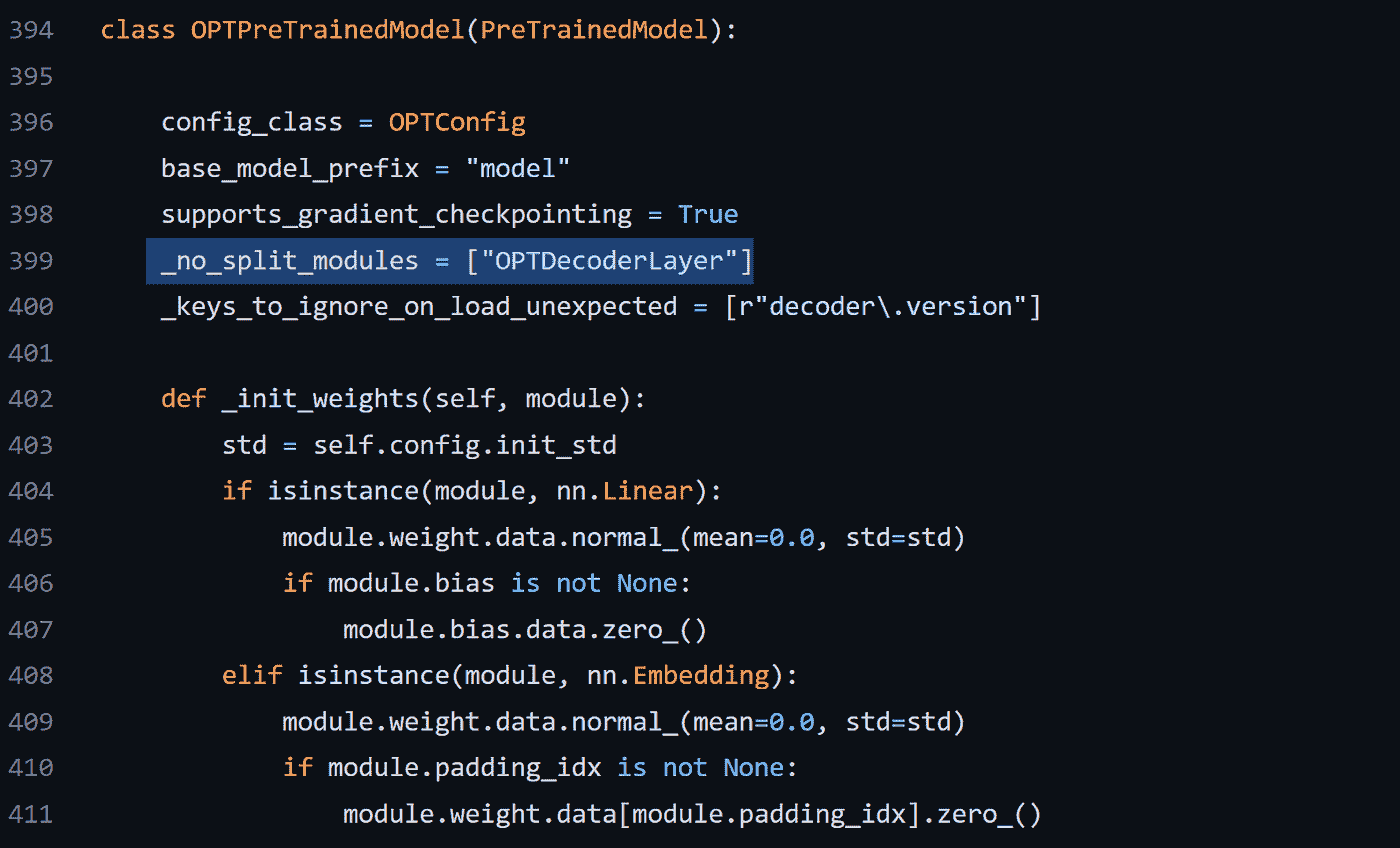 394 class OPTPreTrainedModel(PreTrainedModel):
395
396     config_class = OPTConfig
397     base_model_prefix = "model"
398     supports_gradient_checkpointing = True
399     _no_split_modules = ["OPTDecoderLayer"]
400     _keys_to_ignore_on_load_unexpected = [r"decoder\.version"]
401
402     def _init_weights(self, module):
403         std = self.config.init_std
404         if isinstance(module, nn.Linear):
405             module.weight.data.normal_(mean=0.0, std=std)
406             if module.bias is not None:
407                 module.bias.data.zero_()
408         elif isinstance(module, nn.Embedding):
409             module.weight.data.normal_(mean=0.0, std=std)
410             if module.padding_idx is not None:
411                 module.weight.data[module.padding_idx].zero_()